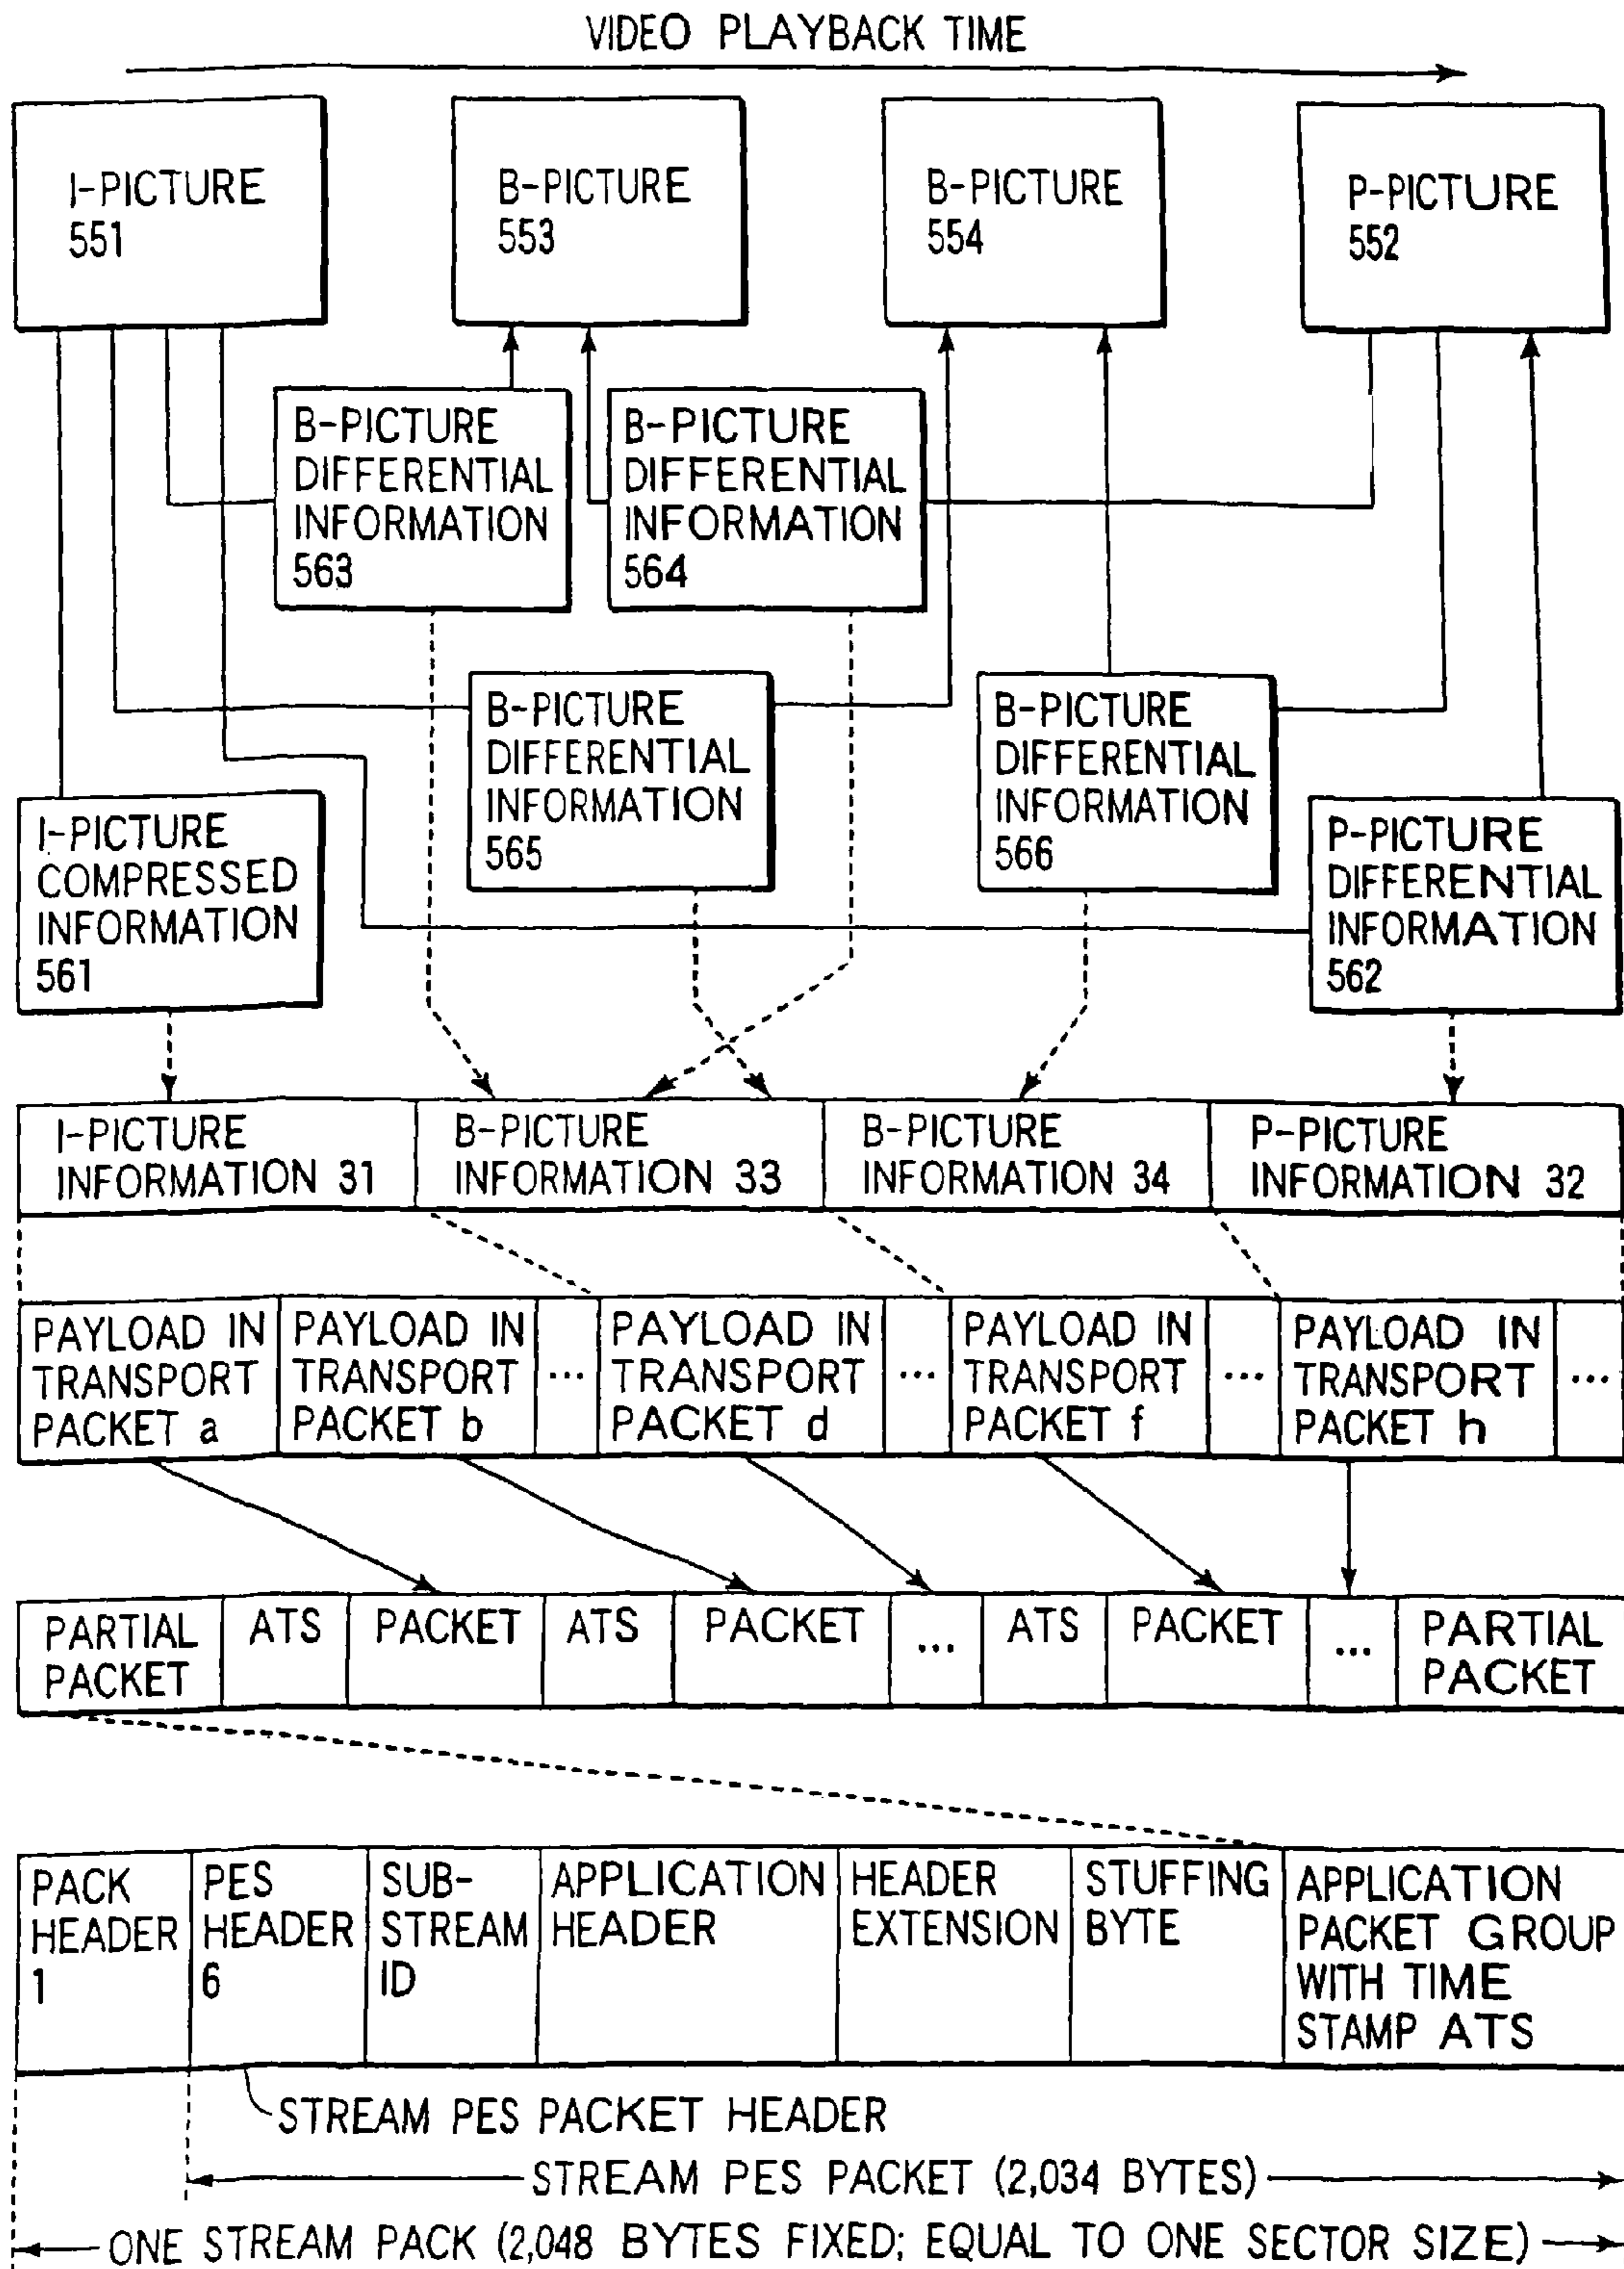 VIDEO PLAYBACK TIME
I-PICTURE
551
B-PICTURE
553
B-PICTURE
554
P-PICTURE
552
B-PICTURE
DIFFERENTIAL
INFORMATION
563
B-PICTURE
DIFFERENTIAL
INFORMATION
564
B-PICTURE
DIFFERENTIAL
INFORMATION
565
B-PICTURE
DIFFERENTIAL
INFORMATION
566
I-PICTURE
COMPRESSED
INFORMATION
561
P-PICTURE
DIFFERENTIAL
INFORMATION
562
I-PICTURE
INFORMATION 31
B-PICTURE
INFORMATION 33
B-PICTURE
INFORMATION 34
P-PICTURE
INFORMATION 32
PAYLOAD IN
TRANSPORT
PACKET a
PAYLOAD IN
TRANSPORT
PACKET b
...
PAYLOAD IN
TRANSPORT
PACKET d
...
PAYLOAD IN
TRANSPORT
PACKET f
...
PAYLOAD IN
TRANSPORT
PACKET h
...
PARTIAL
PACKET
ATS
PACKET
ATS
PACKET
...
ATS
PACKET
...
PARTIAL
PACKET
PACK
HEADER
1
PES
HEADER
6
SUB-
STREAM
ID
APPLICATION
HEADER
HEADER
EXTENSION
STUFFING
BYTE
APPLICATION
PACKET GROUP
WITH TIME
STAMP ATS
STREAM PES PACKET HEADER
STREAM PES PACKET (2,034 BYTES)
ONE STREAM PACK (2,048 BYTES FIXED; EQUAL TO ONE SECTOR SIZE)